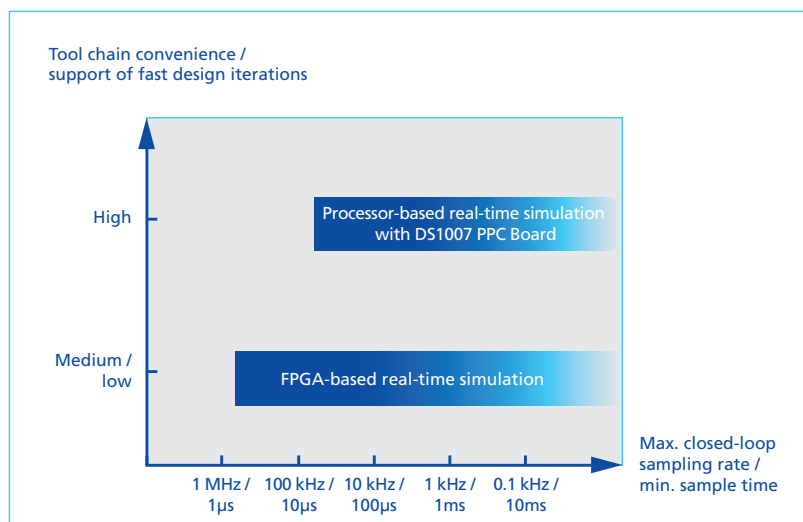 Tool chain convenience /
support of fast design iterations
High
Processor-based real-time simulation
with DS1007 PPC Board
Medium /
low
FPGA-based real-time simulation
Max. closed-loop
sampling rate /
min. sample time
1 MHz /
1µs
100 kHz /
10µs
10 kHz /
100µs
1 kHz /
1ms
0.1 kHz /
10ms